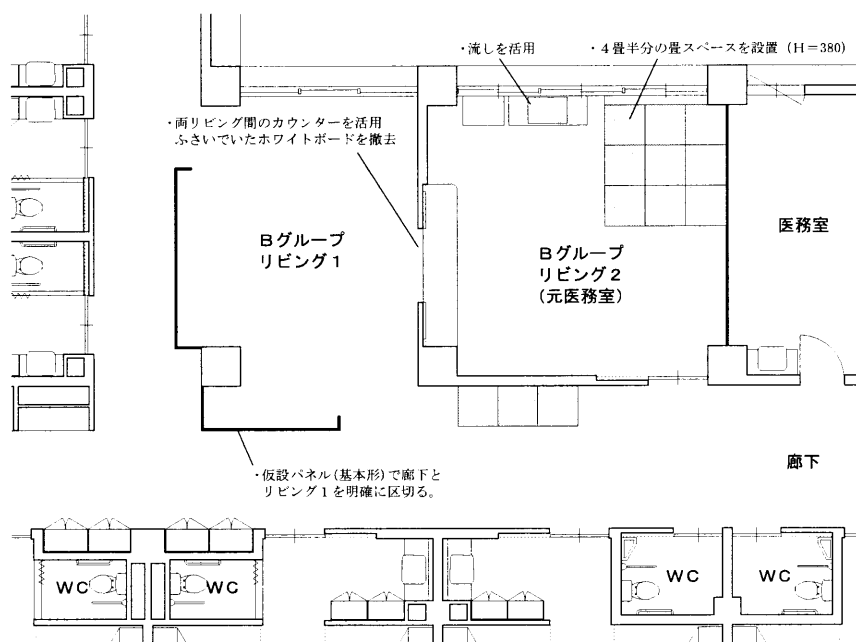 ・流しを活用
・４畳半分の畳スペースを設置（H＝380）
・両リビング間のカウンターを活用
ふさいでいたホワイトボードを撤去
Ｂグループ
リビング１
Ｂグループ
リビング２
（元医務室）
医務室
廊下
・仮設パネル（基本形）で廊下と
リビング１を明確に区切る。
WC
WC
WC
WC